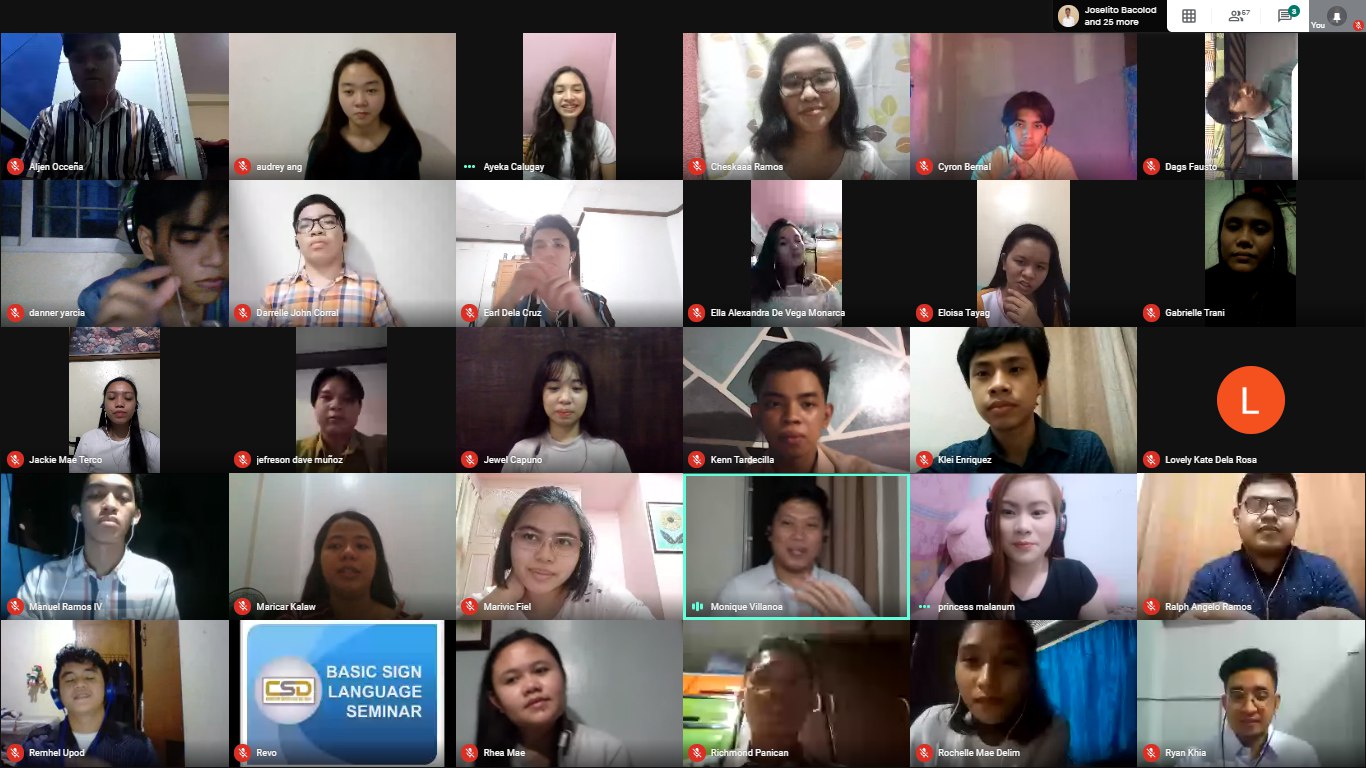 Joselito Bacolod
and 25 more
67
3
You
Aljen Occeña
audrey ang
Ayeka Calugay
Cheskaaa Ramos
Cyron Bernal
Dags Fausto
danner yarcia
Darrelle John Corral
Earl Dela Cruz
Ella Alexandra De Vega Monarca
Eloisa Tayag
Gabrielle Trani
Jackie Mae Terco
jefreson dave muñoz
Jewel Capuno
Kenn Tardecilla
Klei Enriquez
L
Lovely Kate Dela Rosa
Manuel Ramos IV
Maricar Kalaw
Marivic Fiel
Monique Villanoa
princess malanum
Ralph Angelo Ramos
Remhel Upod
CSD
BASIC SIGN
LANGUAGE
SEMINAR
Revo
Rhea Mae
Richmond Panican
Rochelle Mae Delim
Ryan Khia